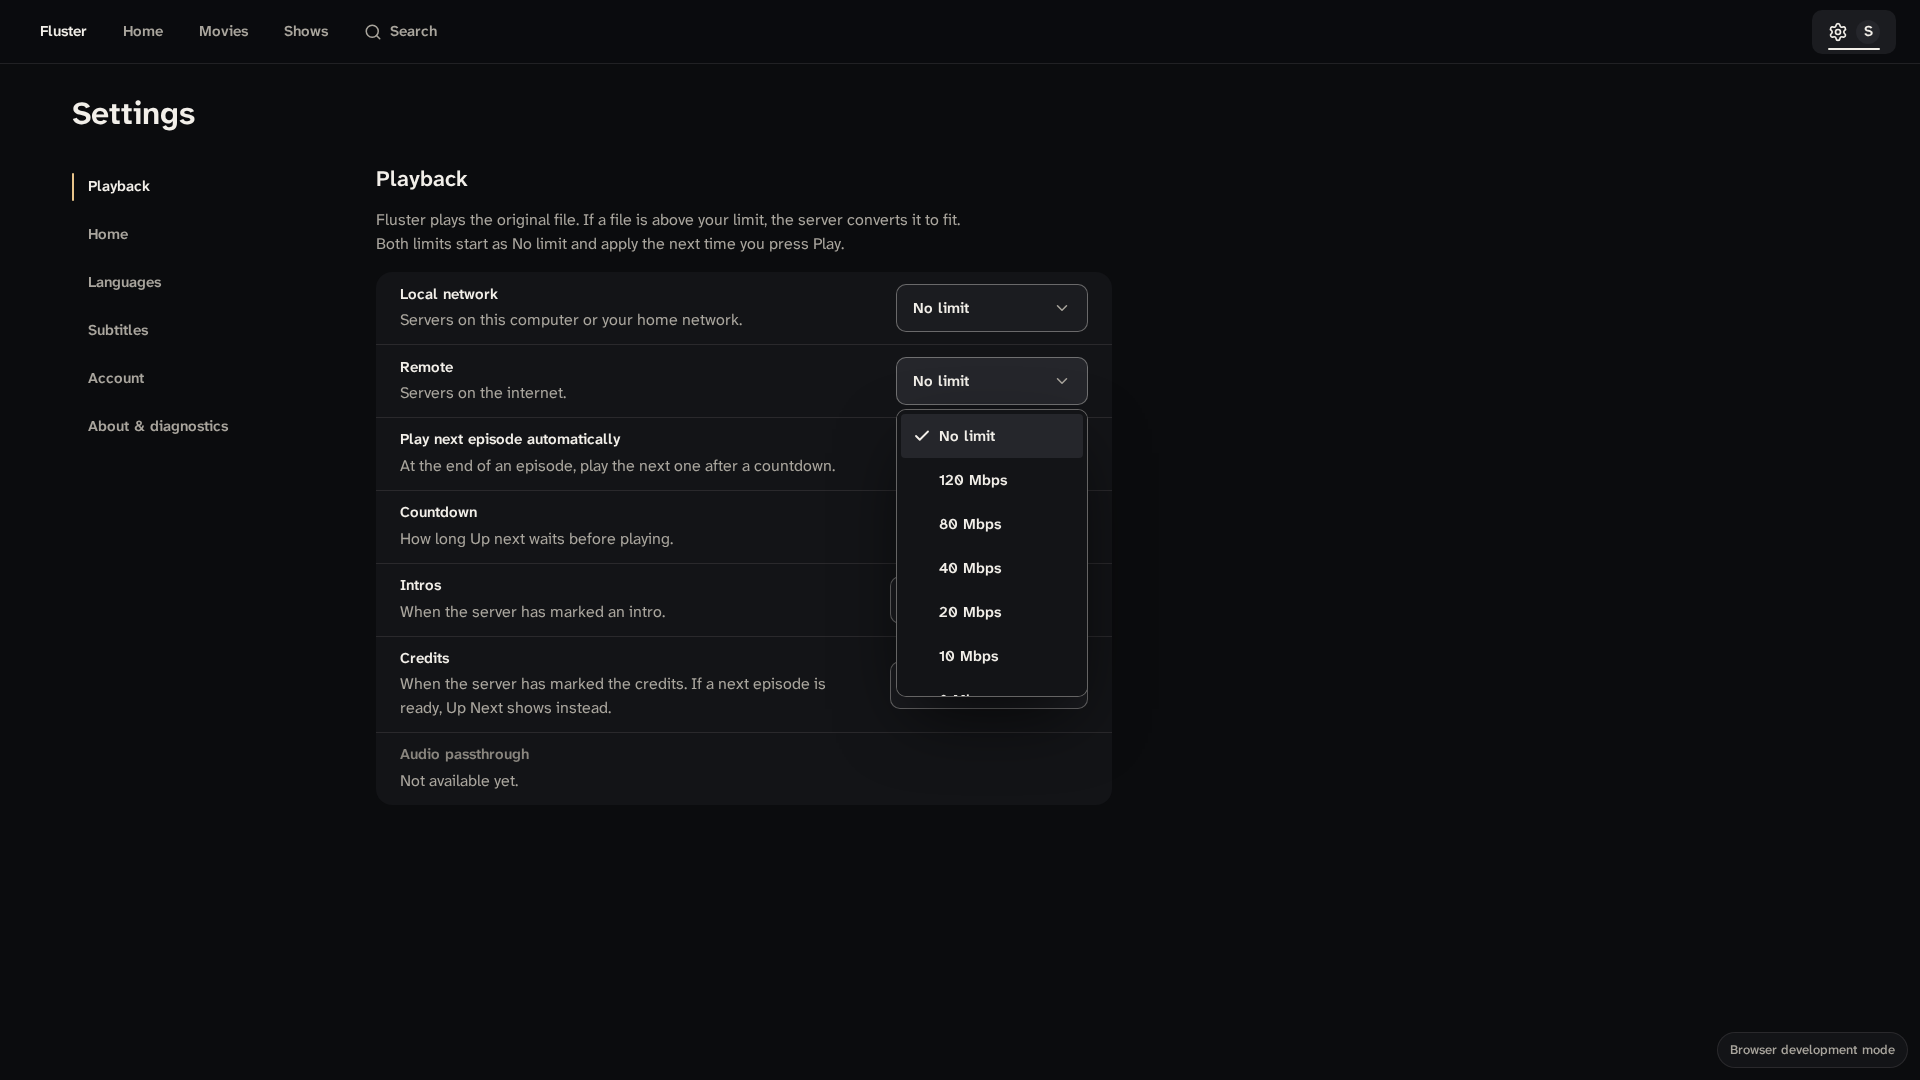 Fluster
Home
Movies
Shows
Search
S
Settings
Playback
Home
Languages
Subtitles
Account
About & diagnostics
Playback
Fluster plays the original file. If a file is above your limit, the server converts it to fit.
Both limits start as No limit and apply the next time you press Play.
Local network
Servers on this computer or your home network.
No limit
Remote
Servers on the internet.
No limit
No limit
120 Mbps
80 Mbps
40 Mbps
20 Mbps
10 Mbps
Play next episode automatically
At the end of an episode, play the next one after a countdown.
Countdown
How long Up next waits before playing.
Intros
When the server has marked an intro.
Credits
When the server has marked the credits. If a next episode is
ready, Up Next shows instead.
Audio passthrough
Not available yet.
Browser development mode